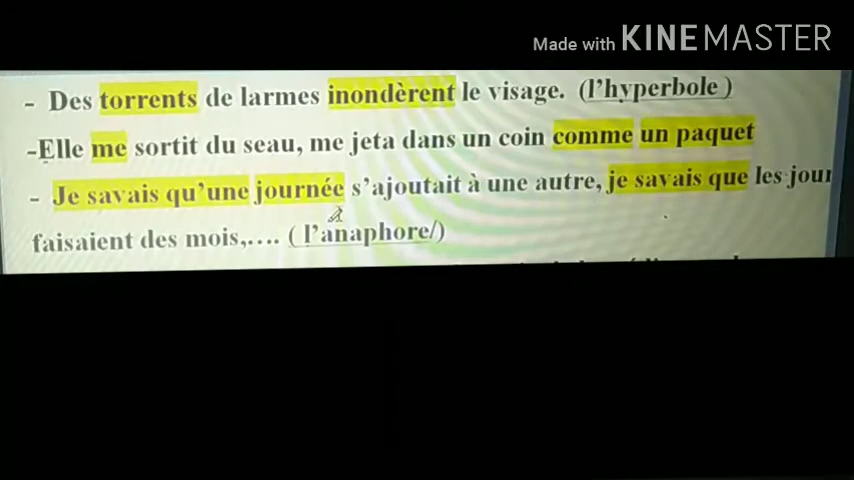 Made with KINEMASTER
- Des torrents de larmes inondèrent le visage. (l'hyperbole )
-Elle me sortit du seau, me jeta dans un coin comme un paquet
- Je savais qu'une journée s'ajoutait à une autre, je savais que les jour
faisaient des mois,.... ( l'anaphore/)